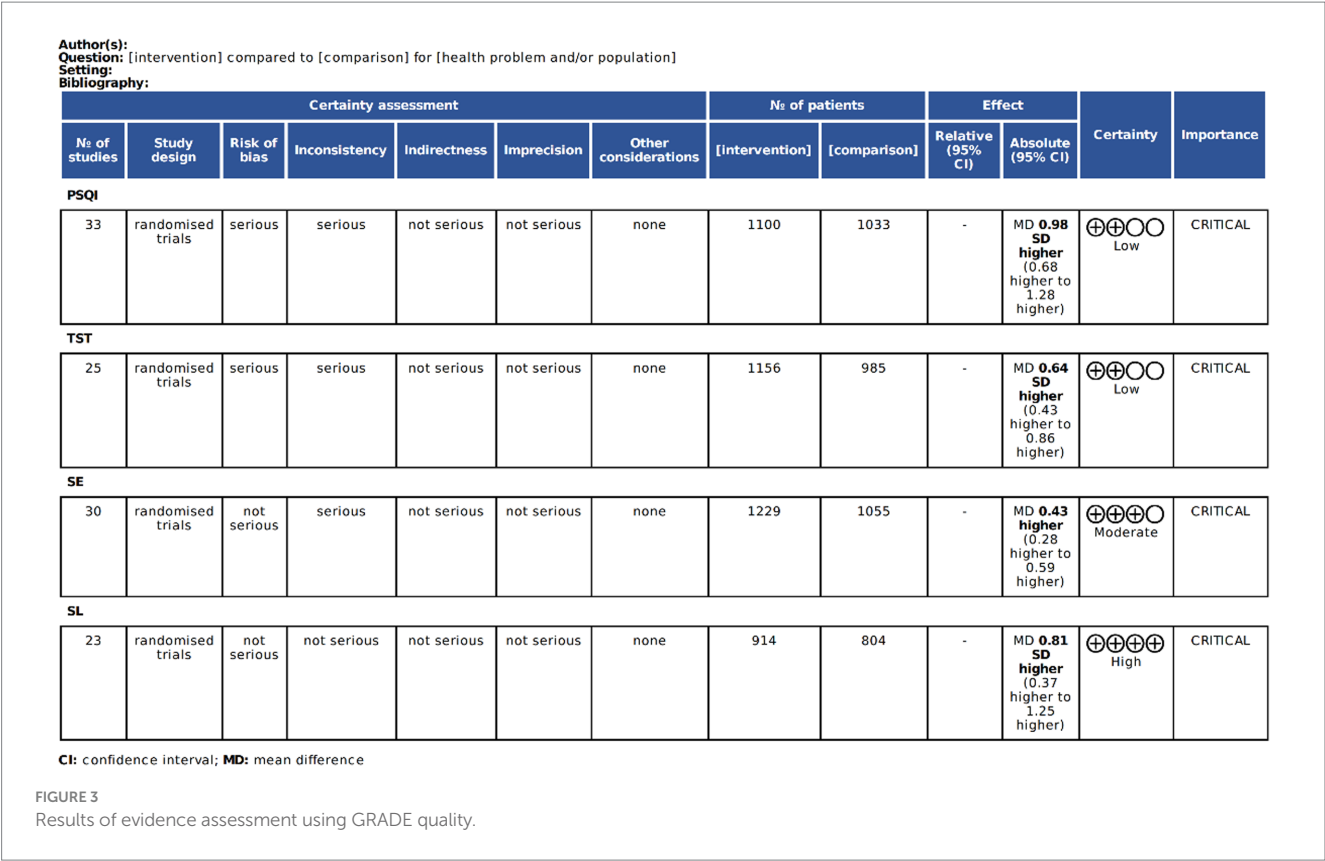 Author(s):
Question: [intervention] compared to [comparison] for [health problem and/or population]
Setting:
Bibliography:
Certainty assessment
№ of patients
Effect
Certainty
Importance
№ of
studies
Study
design
Risk of
bias
Inconsistency
Indirectness
Imprecision
Other
considerations
[intervention]
[comparison]
Relative
(95%
CI)
Absolute
(95% CI)
PSQI
33
randomised
trials
serious
serious
not serious
not serious
none
1100
1033
-
MD 0.98
SD
higher
(0.68
higher to
1.28
higher)
⊕⊕○○
Low
CRITICAL
TST
25
randomised
trials
serious
serious
not serious
not serious
none
1156
985
-
MD 0.64
SD
higher
(0.43
higher to
0.86
higher)
⊕⊕○○
Low
CRITICAL
SE
30
randomised
trials
not
serious
serious
not serious
not serious
none
1229
1055
-
MD 0.43
higher
(0.28
higher to
0.59
higher)
⊕⊕⊕○
Moderate
CRITICAL
SL
23
randomised
trials
not
serious
not serious
not serious
not serious
none
914
804
-
MD 0.81
SD
higher
(0.37
higher to
1.25
higher)
⊕⊕⊕⊕
High
CRITICAL
CI: confidence interval; MD: mean difference
FIGURE 3
Results of evidence assessment using GRADE quality.